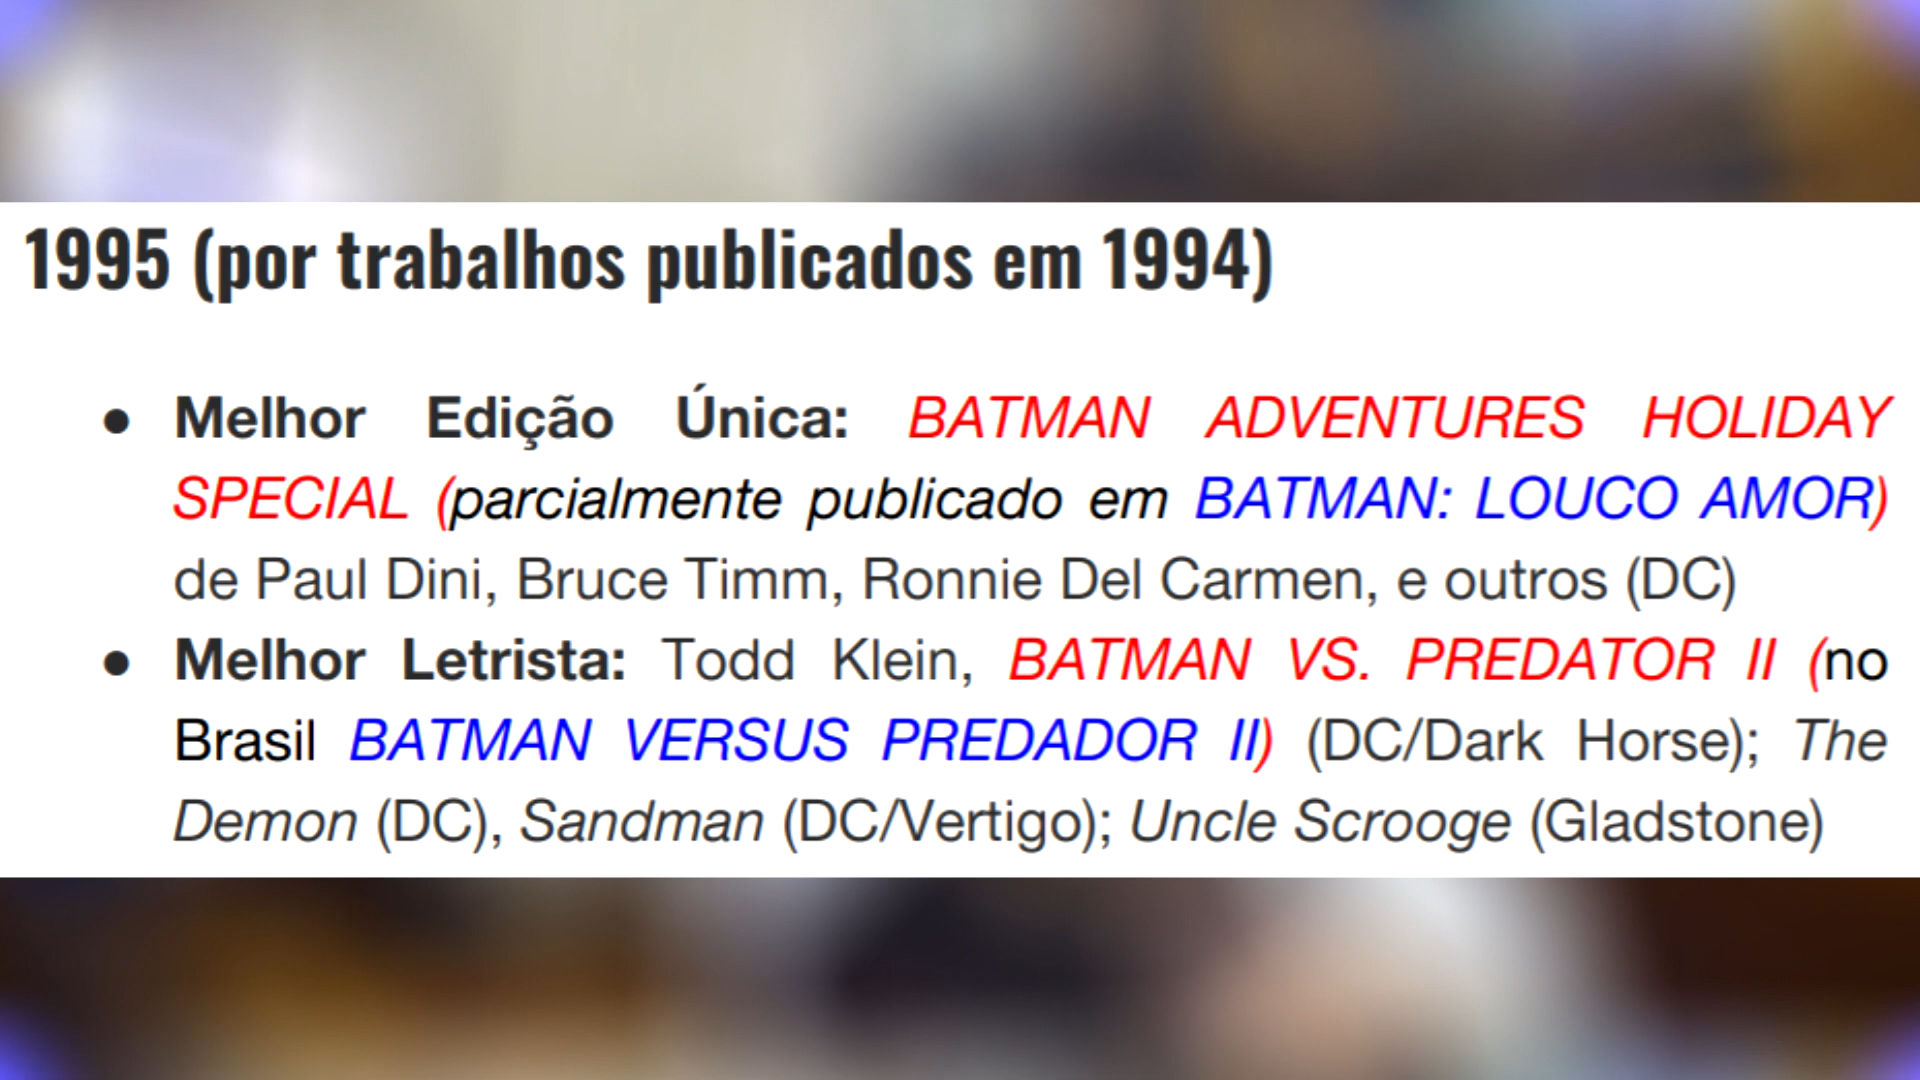 1995 (por trabalhos publicados em 1994)
● Melhor Edição Única: BATMAN ADVENTURES HOLIDAY
SPECIAL (parcialmente publicado em BATMAN: LOUCO AMOR)
de Paul Dini, Bruce Timm, Ronnie Del Carmen, e outros (DC)
● Melhor Letrista: Todd Klein, BATMAN VS. PREDATOR II (no
Brasil BATMAN VERSUS PREDADOR II) (DC/Dark Horse); The
Demon (DC), Sandman (DC/Vertigo); Uncle Scrooge (Gladstone)